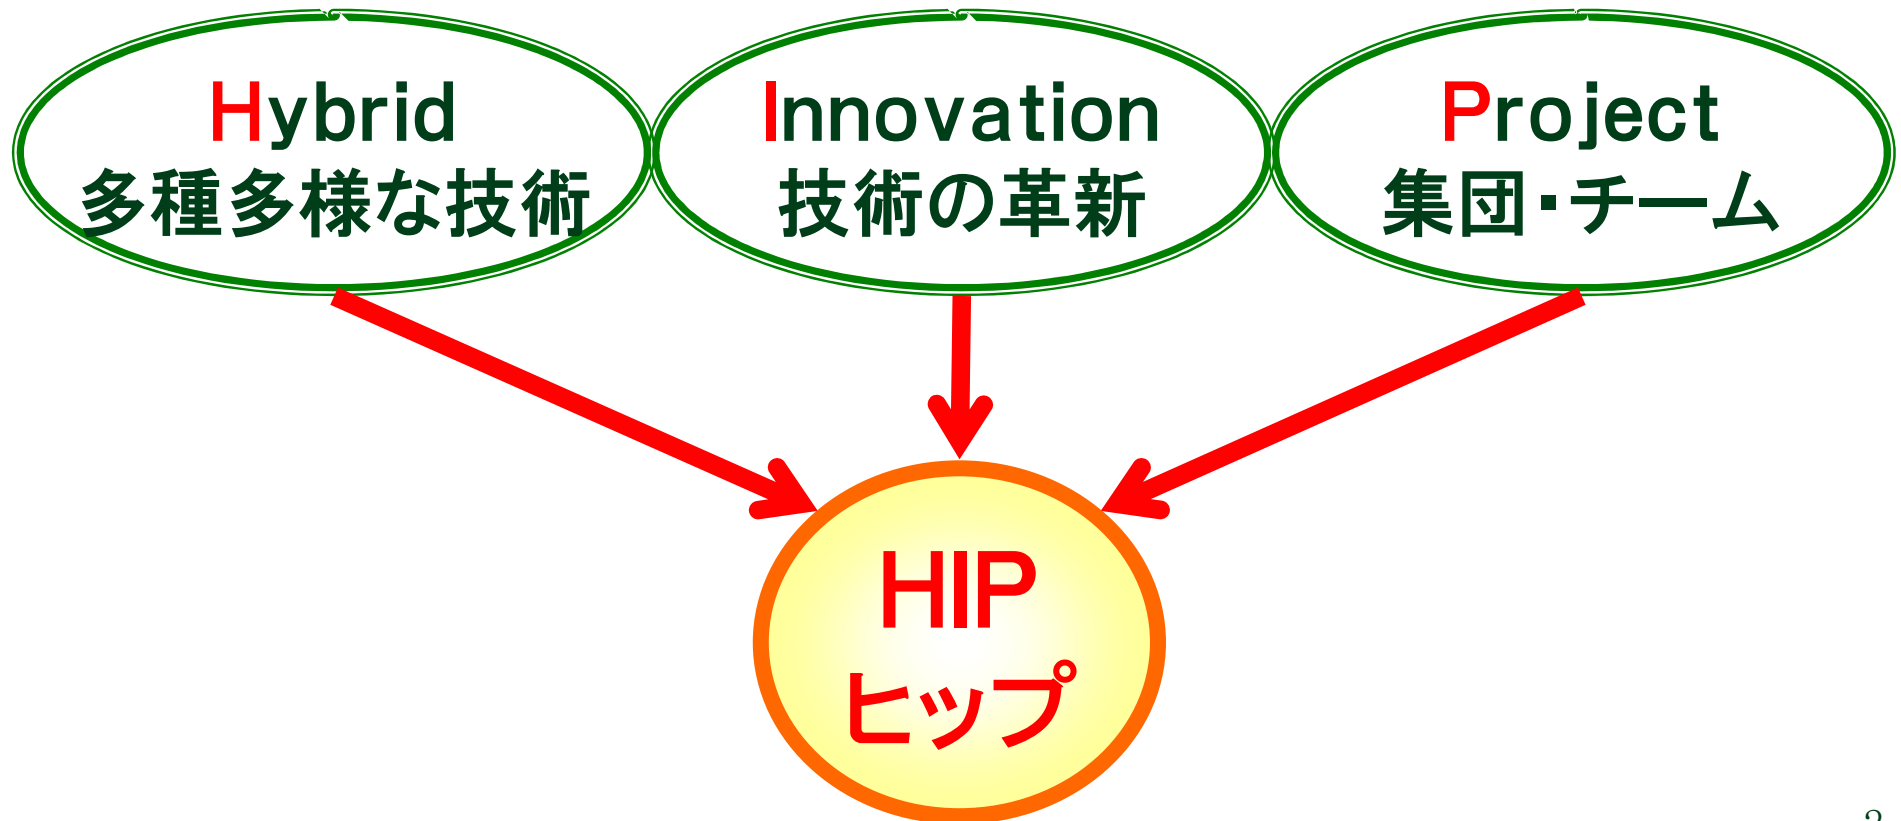 Hybrid
多種多様な技術
Innovation
技術の革新
Project
集団・チーム
HIP
ヒップ